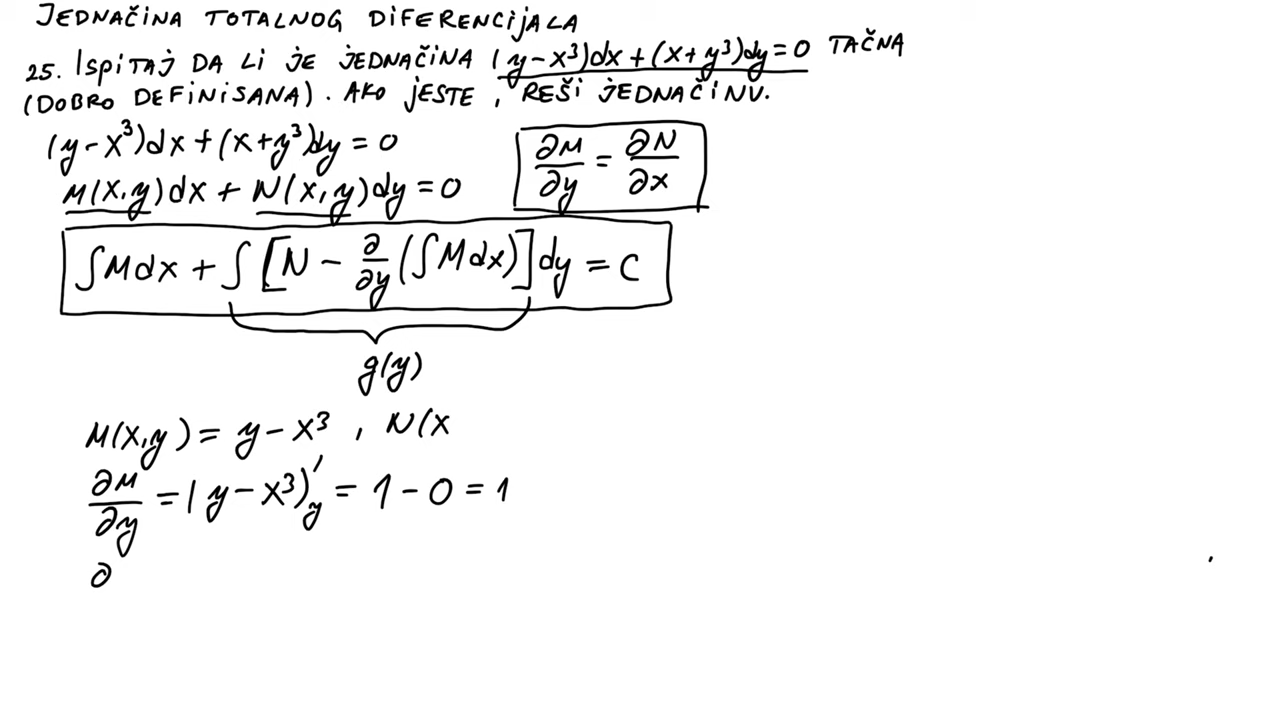 JEDNAČINA TOTALNOG DIFERENCIJALA
25. ISPITAJ DA LI JE JEDNAČINA (y-x³)dx+(x+y³)dy=0 TAČNA
(DOBRO DEFINISANA). AKO JESTE, REŠI JEDNAČINU.
(y-x³)dx+(x+y³)dy=0
∂M/∂y = ∂N/∂x
M(x,y)dx + N(x,y)dy=0
∫Mdx + ∫[N - ∂/∂y(∫Mdx)]dy = C
g(y)
M(x,y) = y-x³, N(x
∂M/∂y = (y-x³)'y = 1-0=1
∂